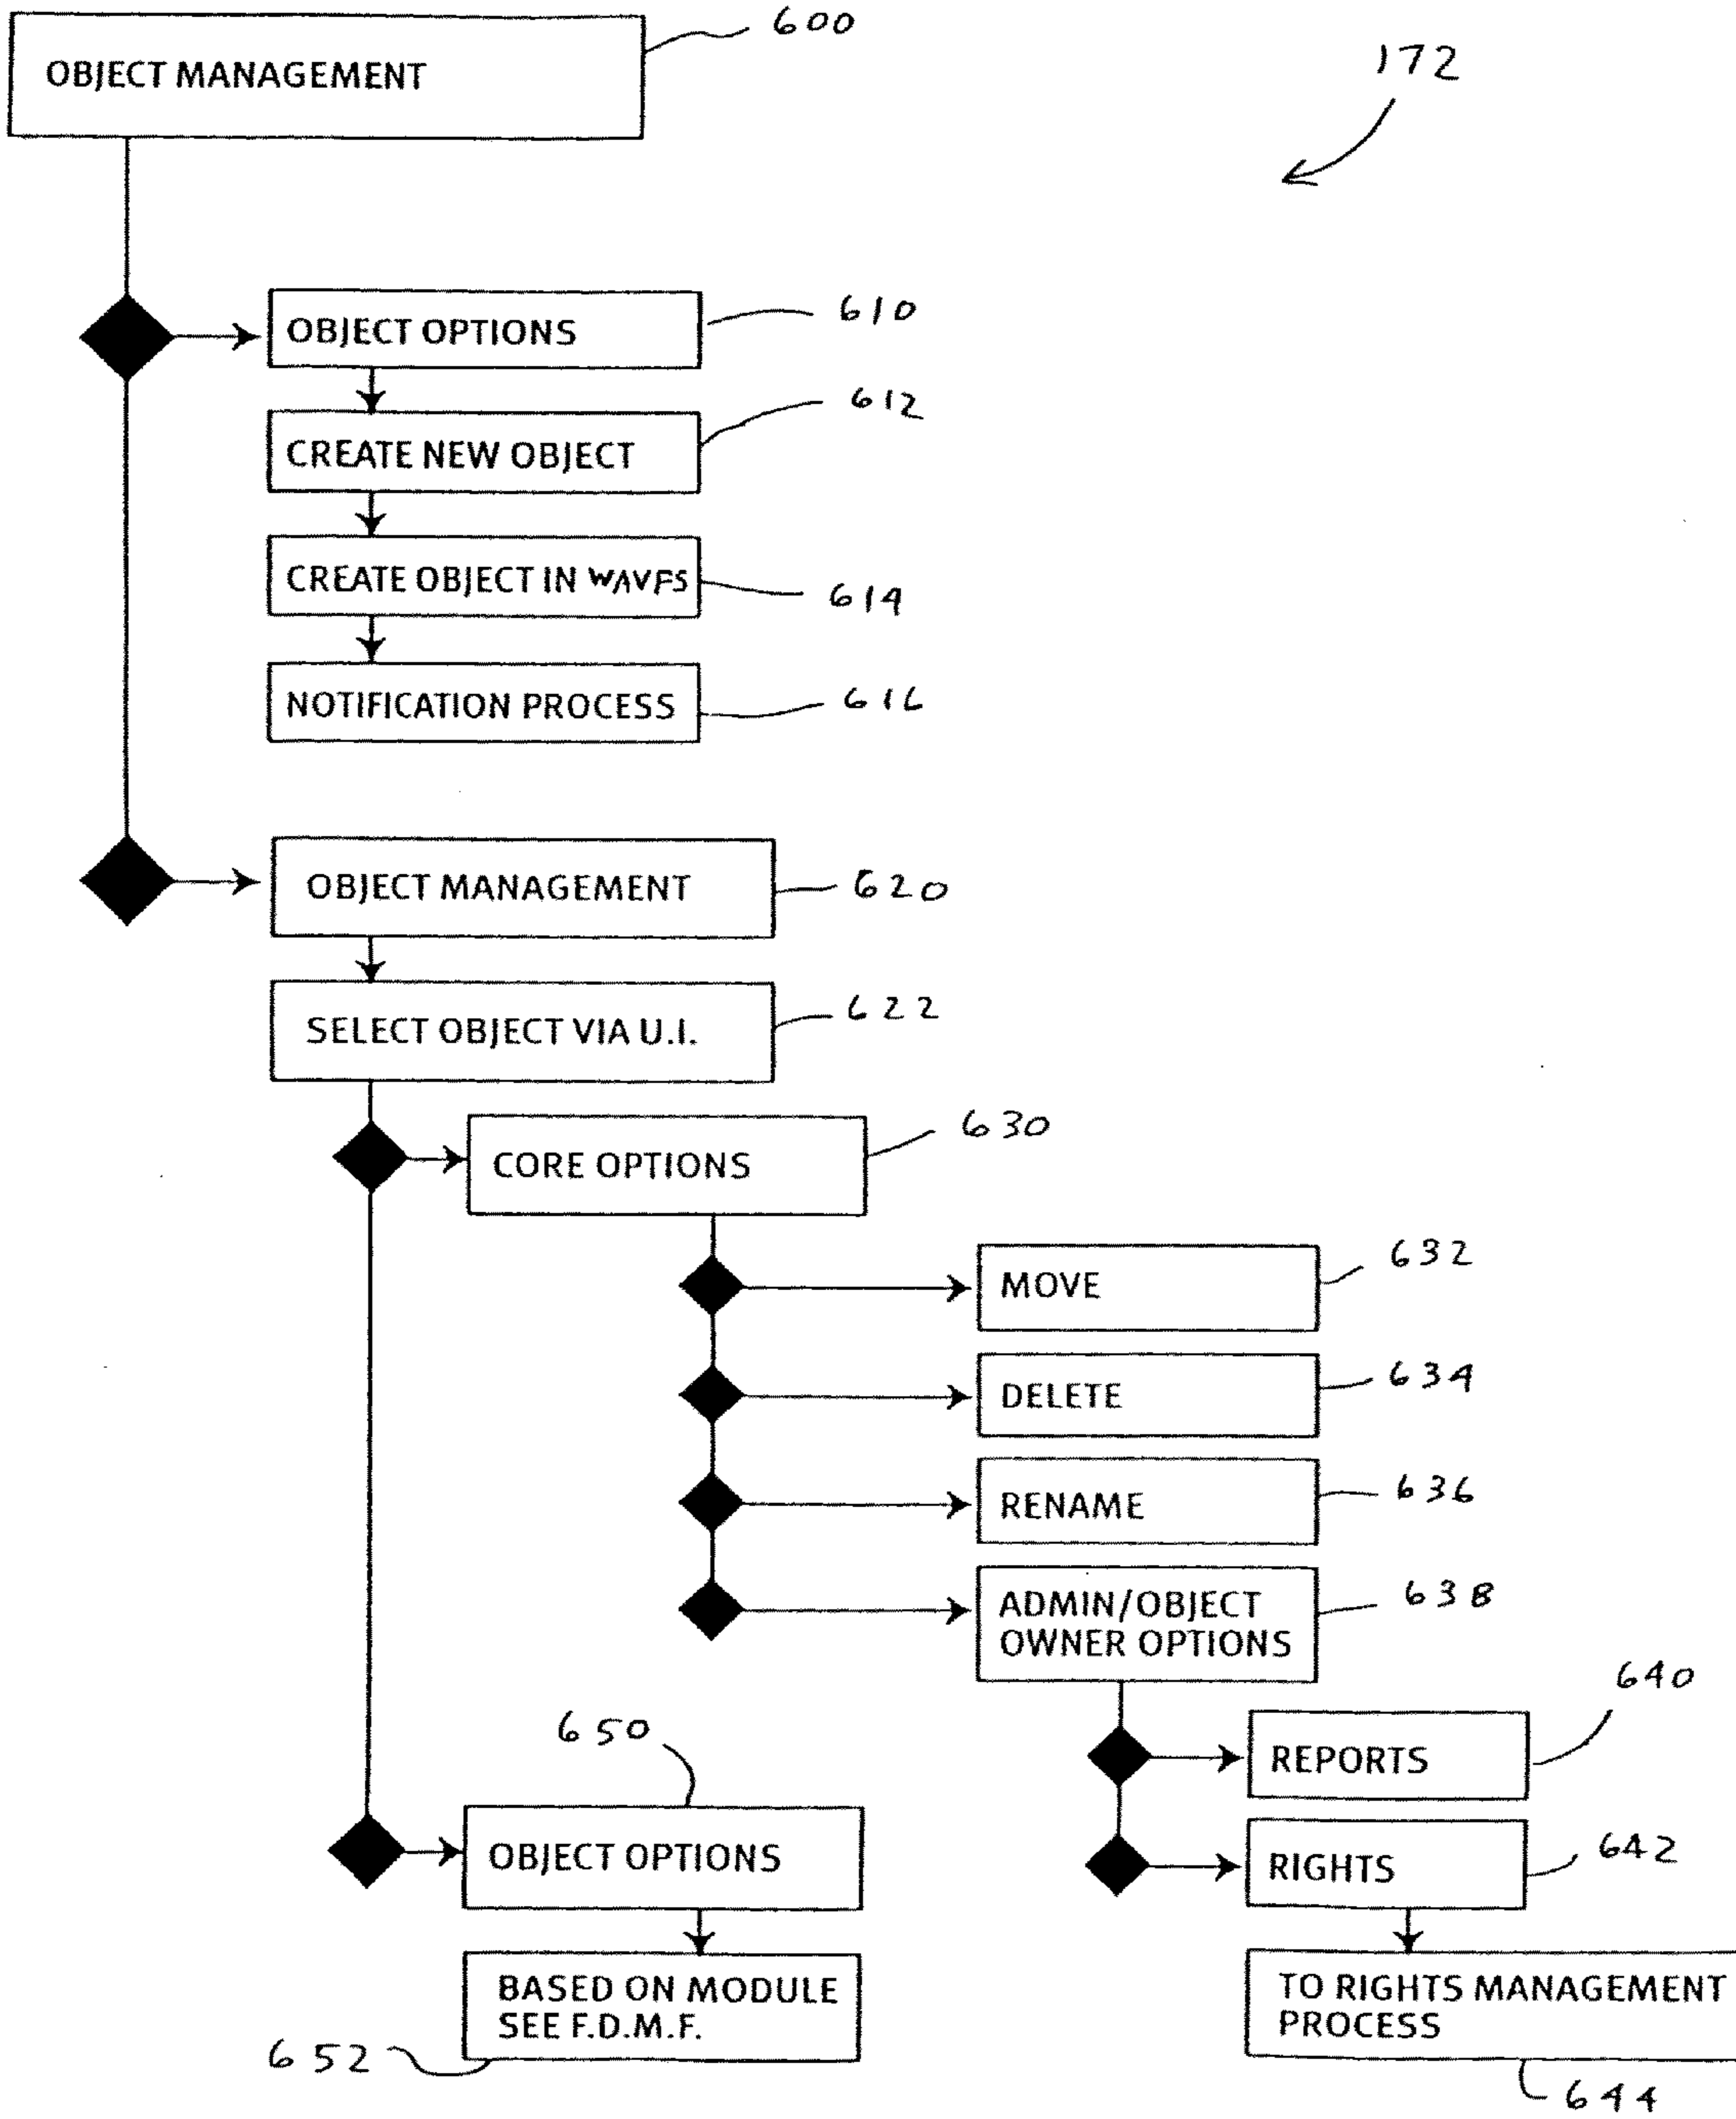 600
OBJECT MANAGEMENT
172
OBJECT OPTIONS
610
CREATE NEW OBJECT
612
CREATE OBJECT IN WAVFS
614
NOTIFICATION PROCESS
616
OBJECT MANAGEMENT
620
SELECT OBJECT VIA U.I.
622
CORE OPTIONS
630
MOVE
632
DELETE
634
RENAME
636
ADMIN/OBJECT
OWNER OPTIONS
638
REPORTS
640
RIGHTS
642
TO RIGHTS MANAGEMENT
PROCESS
644
650
OBJECT OPTIONS
BASED ON MODULE
SEE F.D.M.F.
652